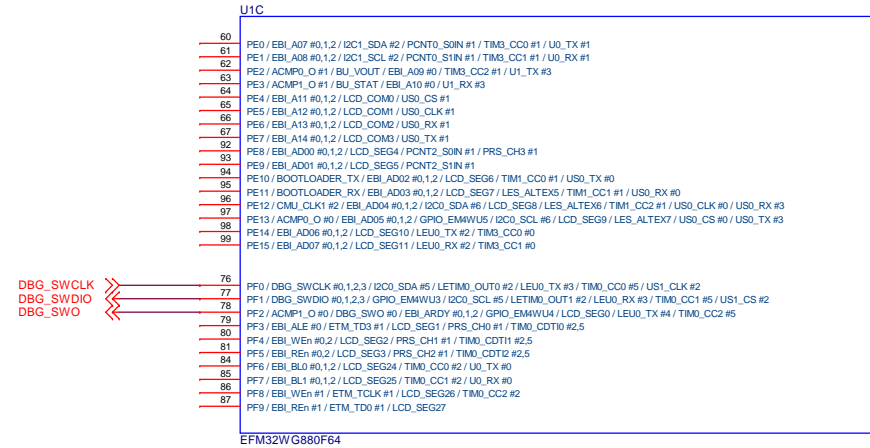 U1C
60 PE0 / EBI_A07 #0,1,2 / I2C1_SDA #2 / PCNT0_S0IN #1 / TIM3_CC0 #1 / U0_TX #1
61 PE1 / EBI_A08 #0,1,2 / I2C1_SCL #2 / PCNT0_S1IN #1 / TIM3_CC1 #1 / U0_RX #1
62 PE2 / ACMP0_O #1 / BU_VOUT / EBI_A09 #0 / TIM3_CC2 #1 / U1_TX #3
63 PE3 / ACMP1_O #1 / BU_STAT / EBI_A10 #0 / U1_RX #3
64 PE4 / EBI_A11 #0,1,2 / LCD_COM0 / US0_CS #1
65 PE5 / EBI_A12 #0,1,2 / LCD_COM1 / US0_CLK #1
66 PE6 / EBI_A13 #0,1,2 / LCD_COM2 / US0_RX #1
67 PE7 / EBI_A14 #0,1,2 / LCD_COM3 / US0_TX #1
92 PE8 / EBI_AD00 #0,1,2 / LCD_SEG4 / PCNT2_S0IN #1 / PRS_CH3 #1
93 PE9 / EBI_AD01 #0,1,2 / LCD_SEG5 / PCNT2_S1IN #1
94 PE10 / BOOTLOADER_TX / EBI_AD02 #0,1,2 / LCD_SEG6 / TIM1_CC0 #1 / US0_TX #0
95 PE11 / BOOTLOADER_RX / EBI_AD03 #0,1,2 / LCD_SEG7 / LES_ALTEX5 / TIM1_CC1 #1 / US0_RX #0
96 PE12 / CMU_CLK1 #2 / EBI_AD04 #0,1,2 / I2C0_SDA #6 / LCD_SEG8 / LES_ALTEX6 / TIM1_CC2 #1 / US0_CLK #0 / US0_RX #3
97 PE13 / ACMP0_O #0 / EBI_AD05 #0,1,2 / GPIO_EM4WU5 / I2C0_SCL #6 / LCD_SEG9 / LES_ALTEX7 / US0_CS #0 / US0_TX #3
98 PE14 / EBI_AD06 #0,1,2 / LCD_SEG10 / LEU0_TX #2 / TIM3_CC0 #0
99 PE15 / EBI_AD07 #0,1,2 / LCD_SEG11 / LEU0_RX #2 / TIM3_CC1 #0
DBG_SWCLK 76 PF0 / DBG_SWCLK #0,1,2,3 / I2C0_SDA #5 / LETIM0_OUT0 #2 / LEU0_TX #3 / TIM0_CC0 #5 / US1_CLK #2
DBG_SWDIO 77 PF1 / DBG_SWDIO #0,1,2,3 / GPIO_EM4WU3 / I2C0_SCL #5 / LETIM0_OUT1 #2 / LEU0_RX #3 / TIM0_CC1 #5 / US1_CS #2
DBG_SWO 78 PF2 / ACMP1_O #0 / DBG_SWO #0 / EBI_ARDY #0,1,2 / GPIO_EM4WU4 / LCD_SEG0 / LEU0_TX #4 / TIM0_CC2 #5
79 PF3 / EBI_ALE #0 / ETM_TD3 #1 / LCD_SEG1 / PRS_CH0 #1 / TIM0_CDTI0 #2,5
80 PF4 / EBI_WEn #0,2 / LCD_SEG2 / PRS_CH1 #1 / TIM0_CDTI1 #2,5
81 PF5 / EBI_REn #0,2 / LCD_SEG3 / PRS_CH2 #1 / TIM0_CDTI2 #2,5
84 PF6 / EBI_BL0 #0,1,2 / LCD_SEG24 / TIM0_CC0 #2 / U0_TX #0
85 PF7 / EBI_BL1 #0,1,2 / LCD_SEG25 / TIM0_CC1 #2 / U0_RX #0
86 PF8 / EBI_WEn #1 / ETM_TCLK #1 / LCD_SEG26 / TIM0_CC2 #2
87 PF9 / EBI_REn #1 / ETM_TD0 #1 / LCD_SEG27
EFM32WG880F64